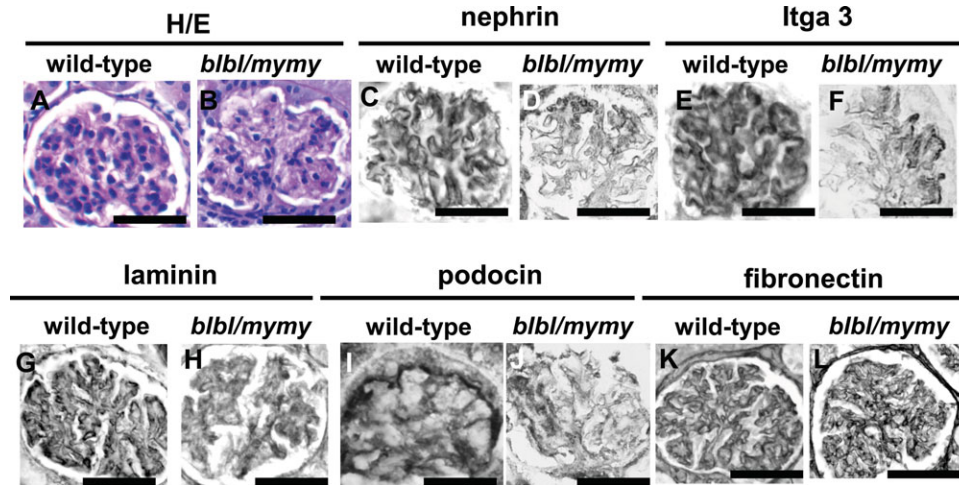 H/E nephrin Itga 3
wild-type blbl/mymy wild-type blbl/mymy wild-type blbl/mymy
A B C D E F
laminin podocin fibronectin
wild-type blbl/mymy wild-type blbl/mymy wild-type blbl/mymy
G H I J K L